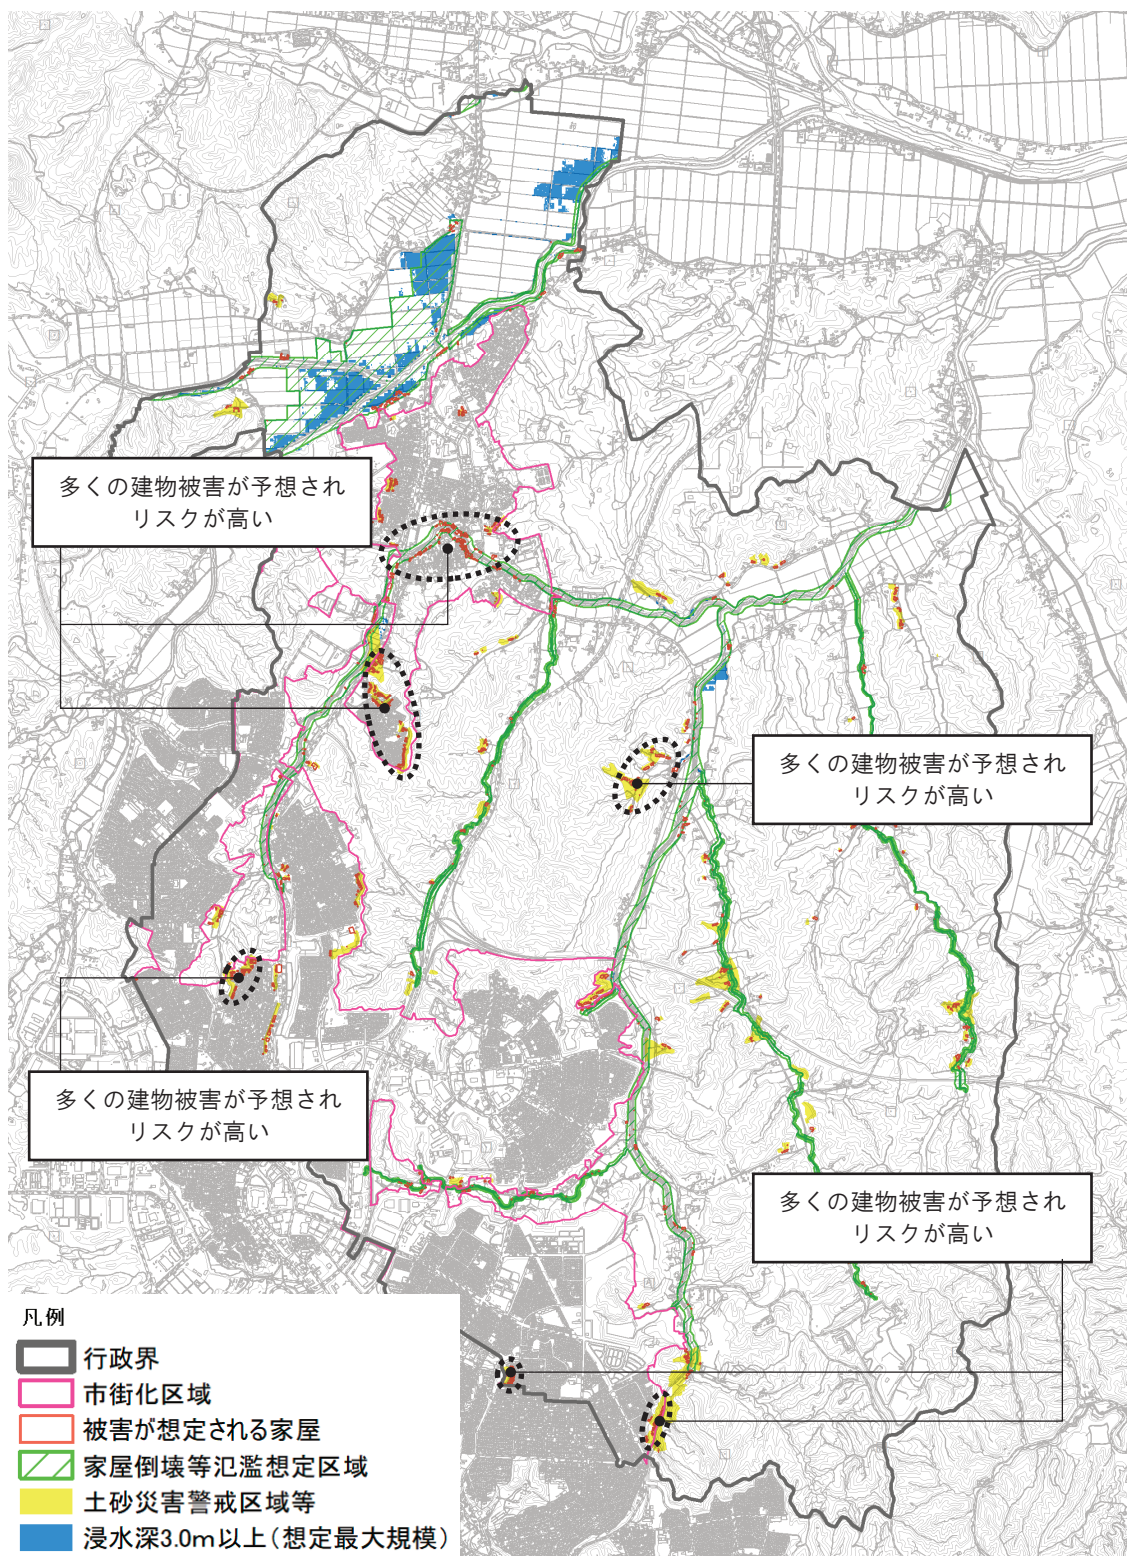 多くの建物被害が予想され
リスクが高い
多くの建物被害が予想され
リスクが高い
多くの建物被害が予想され
リスクが高い
多くの建物被害が予想され
リスクが高い
凡例
行政界
市街化区域
被害が想定される家屋
家屋倒壊等氾濫想定区域
土砂災害警戒区域等
浸水深3.0m以上(想定最大規模)